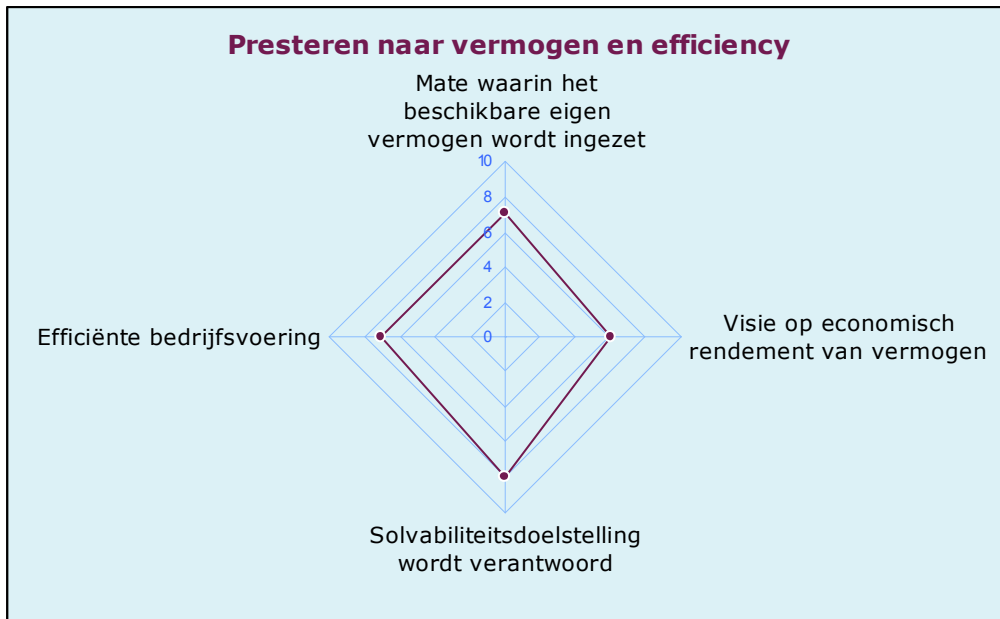 Presteren naar vermogen en efficiency
Mate waarin het
beschikbare eigen
vermogen wordt ingezet
10
8
6
4
2
0
Efficiënte bedrijfsvoering
Visie op economisch
rendement van vermogen
Solvabiliteitsdoelstelling
wordt verantwoord